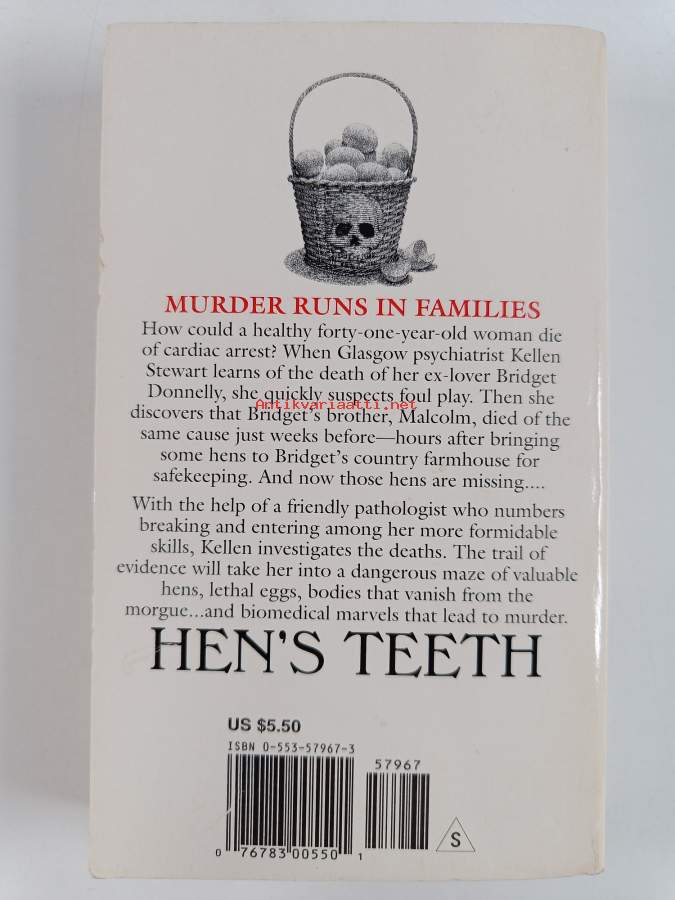 MURDER RUNS IN FAMILIES
How could a healthy forty-one-year-old woman die
of cardiac arrest? When Glasgow psychiatrist Kellen
Stewart learns of the death of her ex-lover Bridget
Donnelly, she quickly suspects foul play. Then she
Antikvariaatti.net
discovers that Bridget's brother, Malcolm, died of the
same cause just weeks before—hours after bringing
some hens to Bridget's country farmhouse for
safekeeping. And now those hens are missing....
With the help of a friendly pathologist who numbers
breaking and entering among her more formidable
skills, Kellen investigates the deaths. The trail of
evidence will take her into a dangerous maze of valuable
hens, lethal eggs, bodies that vanish from the
morgue...and biomedical marvels that lead to murder.
HEN'S TEETH
US $5.50
ISBN 0-553-57967-3
57967
0 76783 00550 1
S